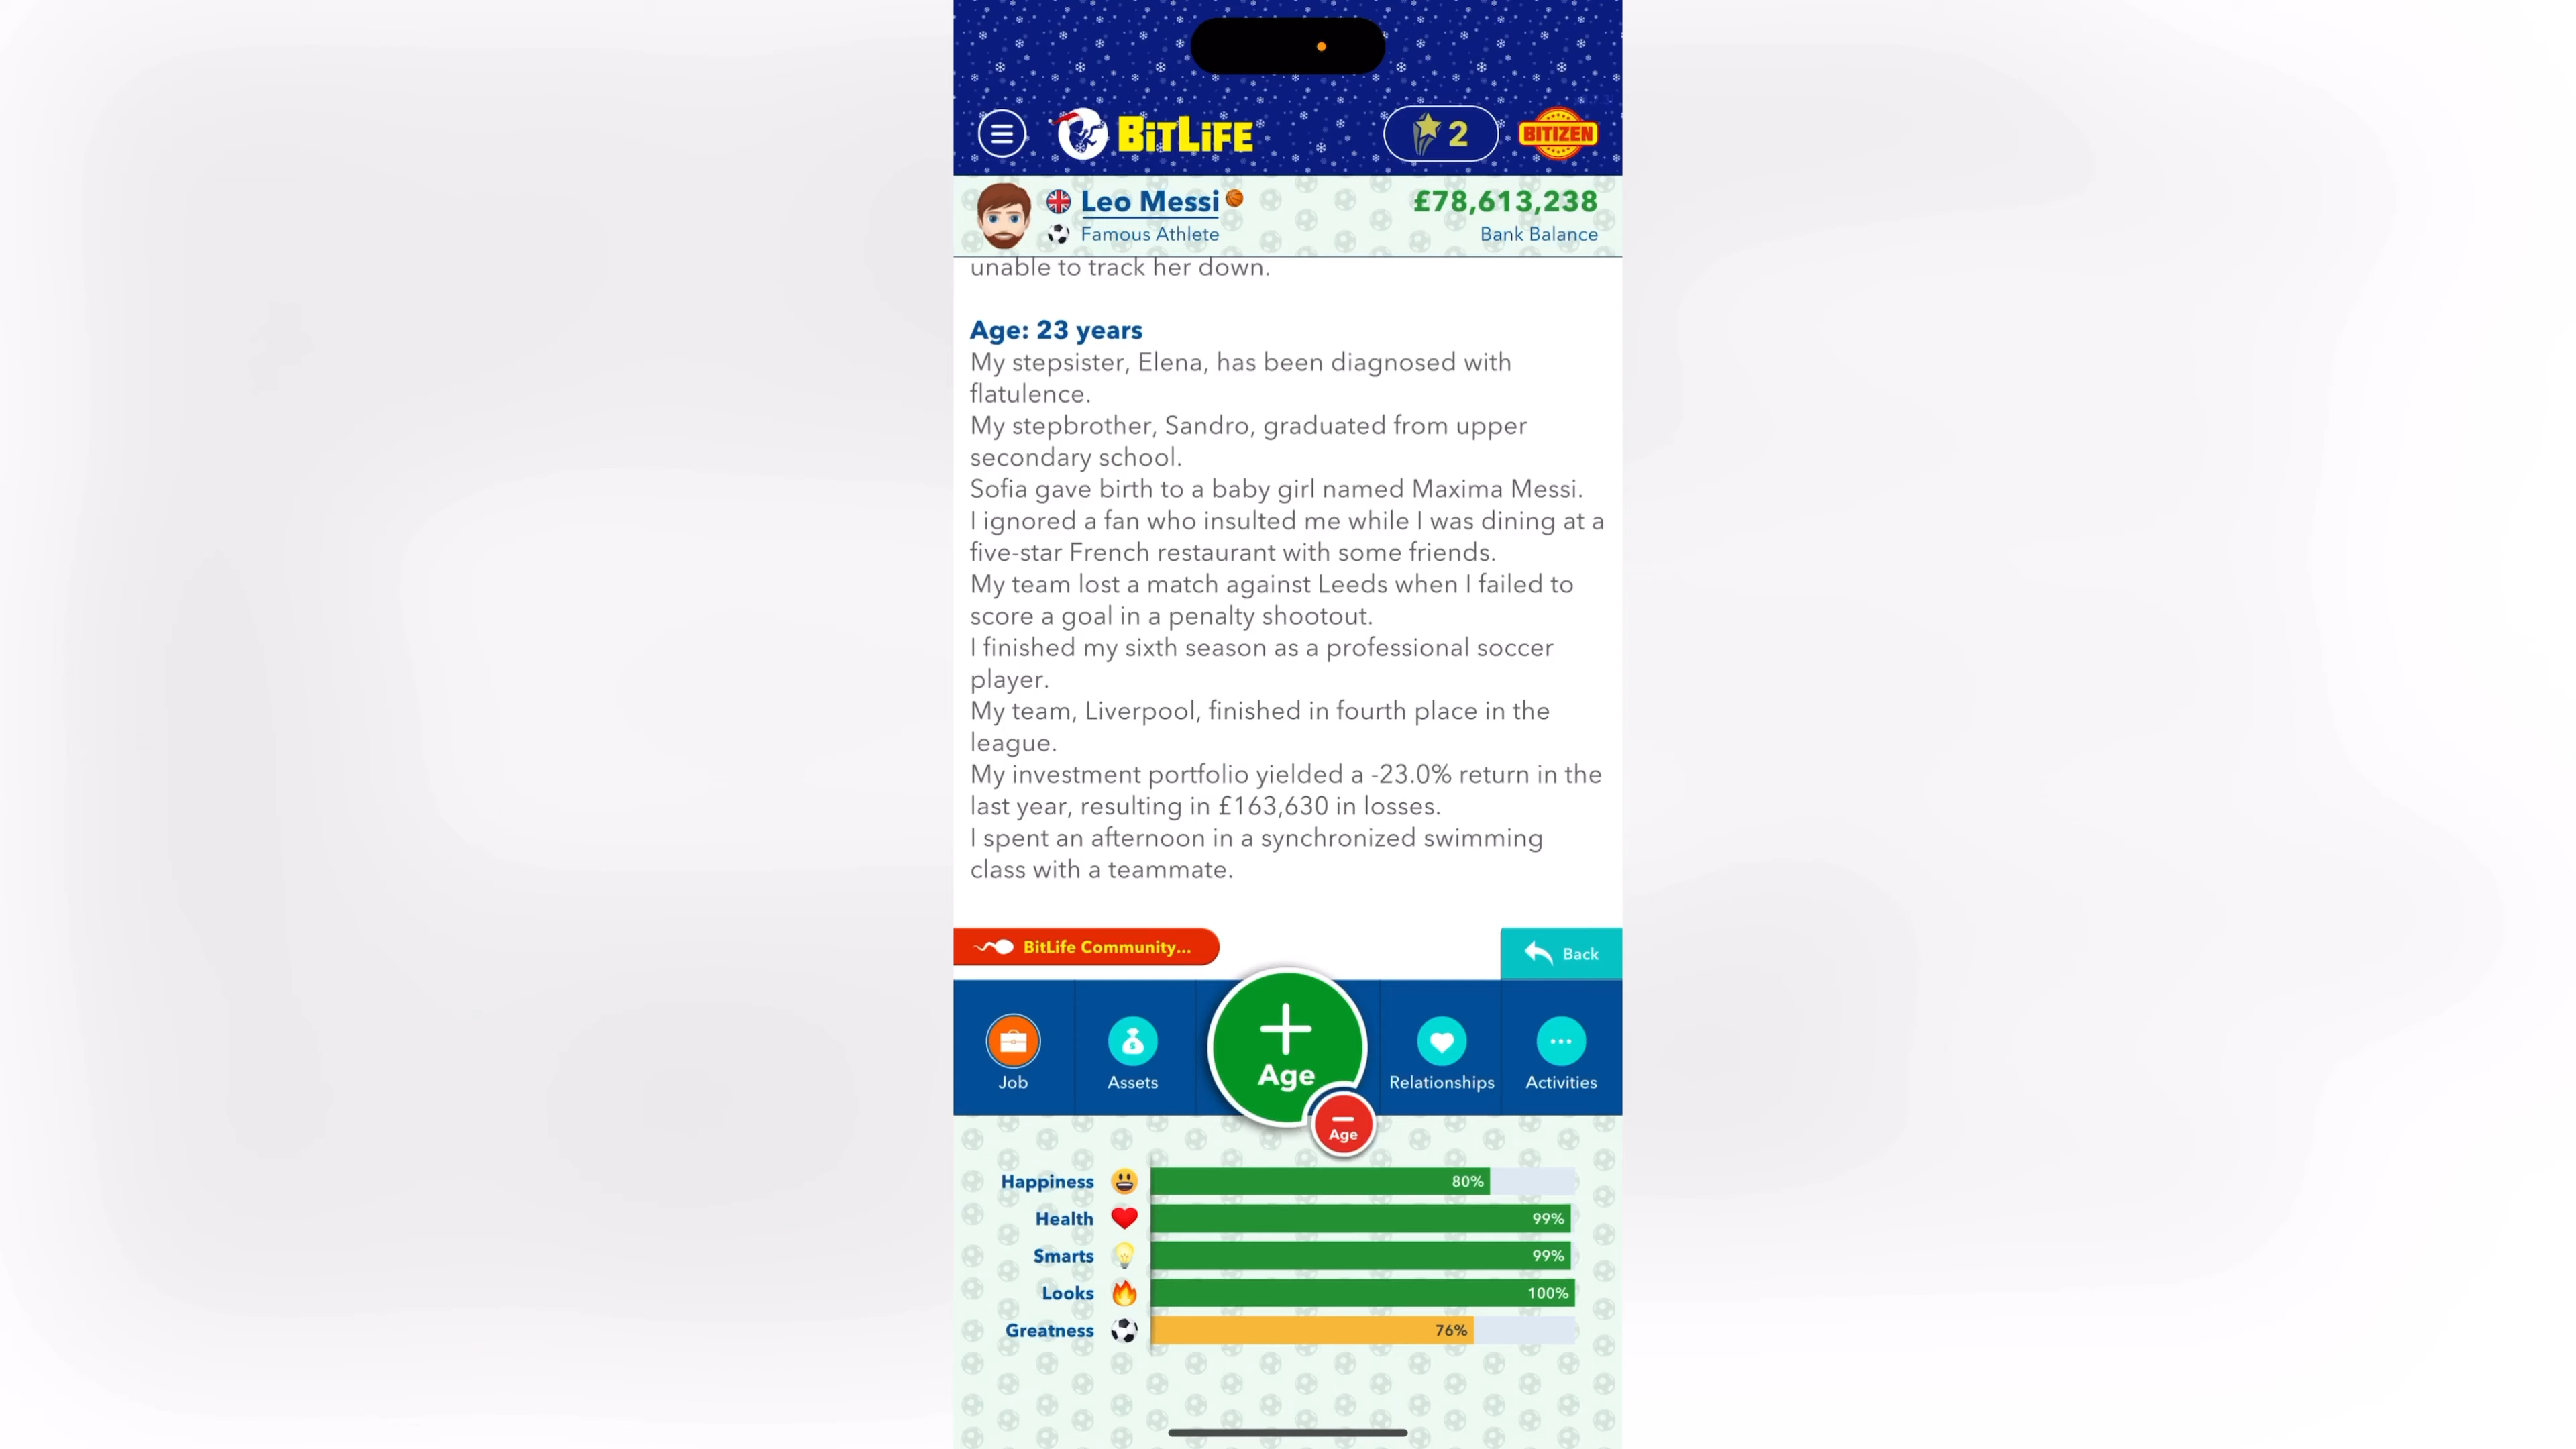 BiTLiFE
2
BITIZEN
Leo Messi
£78,613,238
Famous Athlete
Bank Balance
unable to track her down.
Age: 23 years
My stepsister, Elena, has been diagnosed with
flatulence.
My stepbrother, Sandro, graduated from upper
secondary school.
Sofia gave birth to a baby girl named Maxima Messi.
I ignored a fan who insulted me while I was dining at a
five-star French restaurant with some friends.
My team lost a match against Leeds when I failed to
score a goal in a penalty shootout.
I finished my sixth season as a professional soccer
player.
My team, Liverpool, finished in fourth place in the
league.
My investment portfolio yielded a -23.0% return in the
last year, resulting in £163,630 in losses.
I spent an afternoon in a synchronized swimming
class with a teammate.
BitLife Community...
Back
Job
Assets
Age
Relationships
Activities
Age
Happiness 80%
Health 99%
Smarts 99%
Looks 100%
Greatness 76%